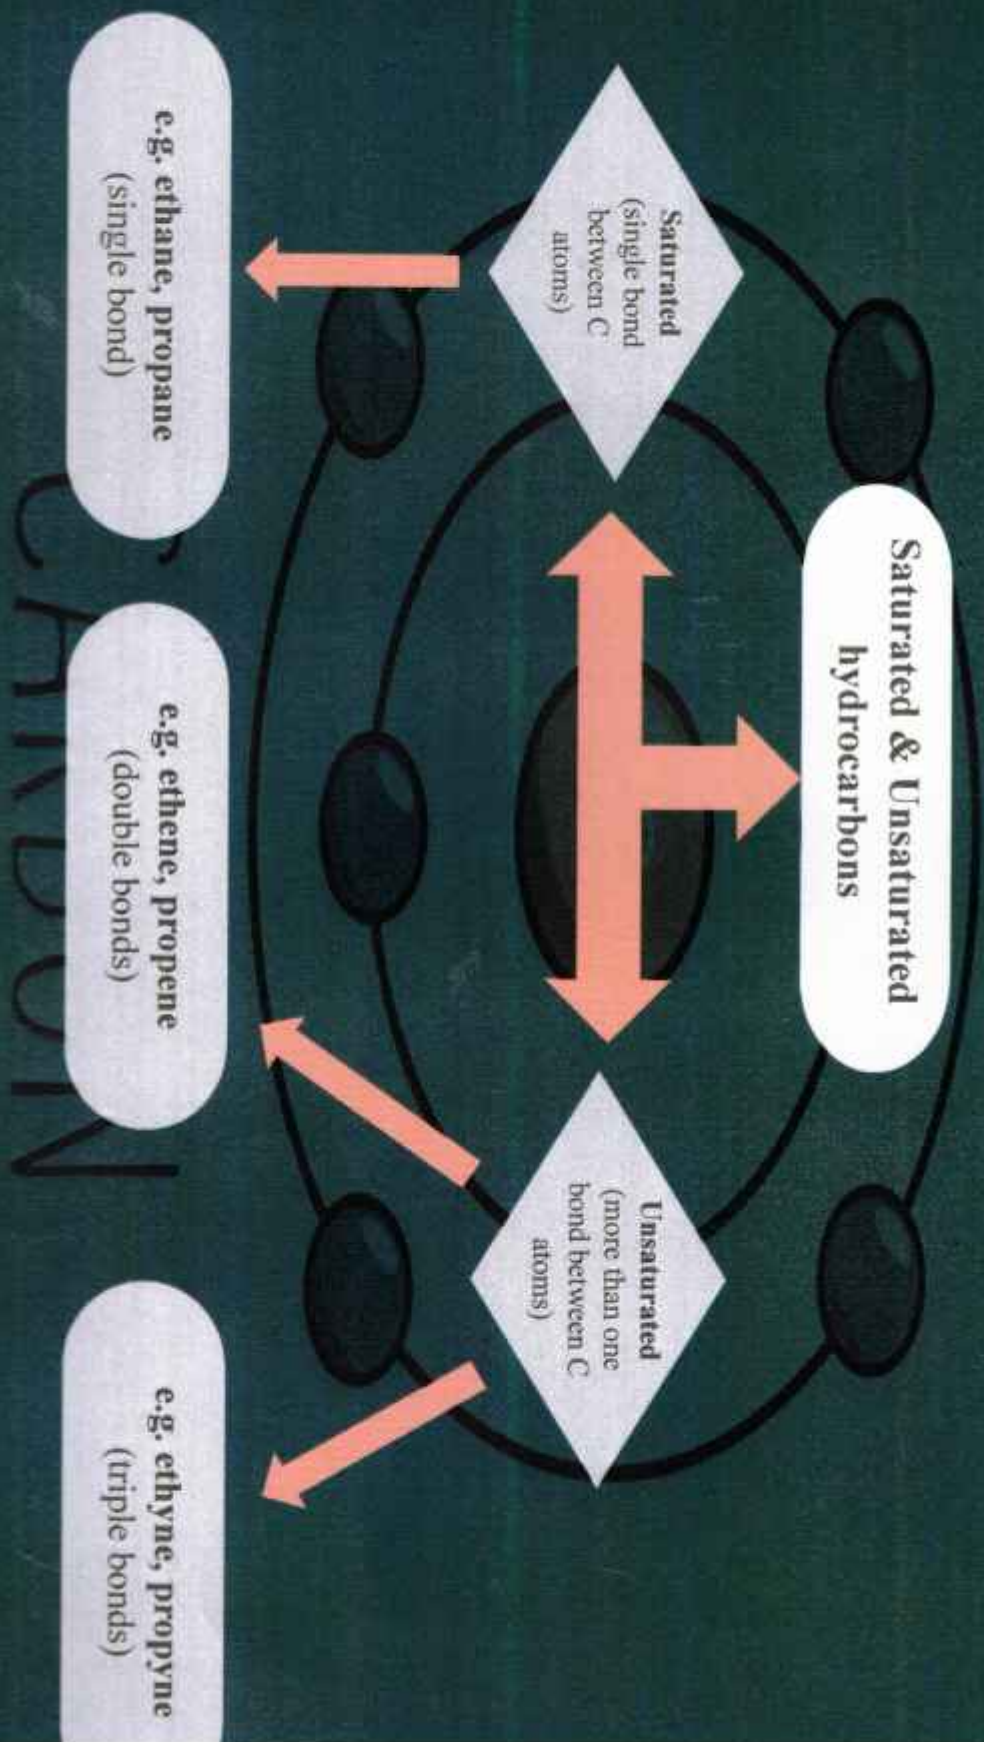 Saturated & Unsaturated
hydrocarbons
Saturated
(single bond
between C
atoms)
Unsaturated
(more than one
bond between C
atoms)
e.g. ethane, propane
(single bond)
e.g. ethene, propene
(double bonds)
e.g. ethyne, propyne
(triple bonds)
CARBON